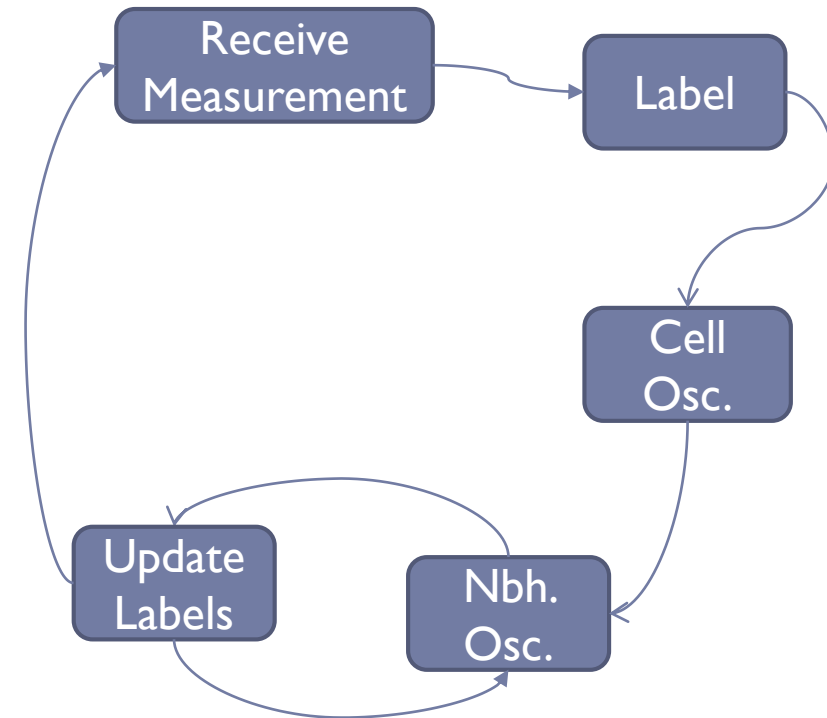 Receive
Measurement
Label
Cell
Osc.
Update
Labels
Nbh.
Osc.